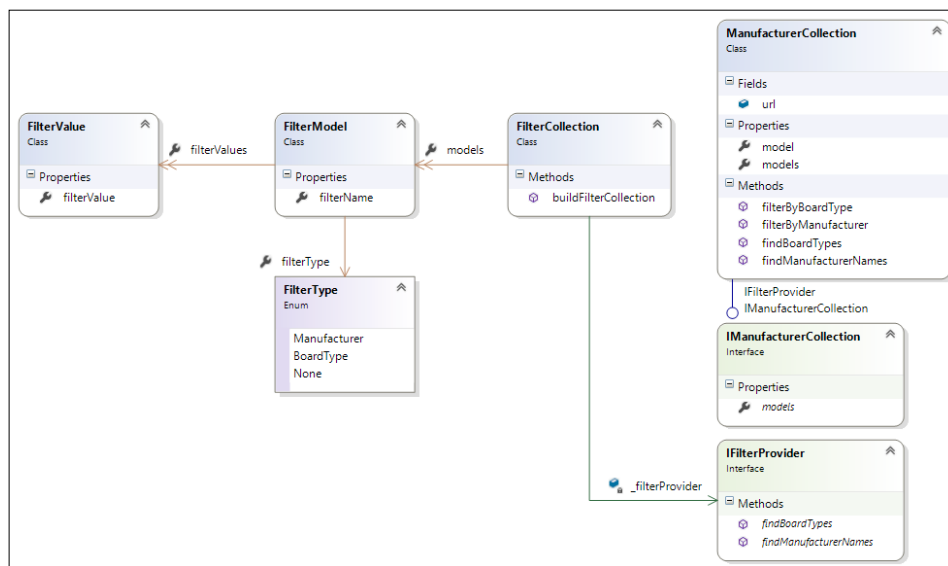 ManufacturerCollection
Class
Fields
url
Properties
model
models
Methods
filterByBoardType
filterByManufacturer
findBoardTypes
findManufacturerNames
FilterValue
Class
Properties
filterValue
filterValues
FilterModel
Class
Properties
filterName
models
FilterCollection
Class
Methods
buildFilterCollection
filterType
FilterType
Enum
Manufacturer
BoardType
None
IFilterProvider
IManufacturerCollection
IManufacturerCollection
Interface
Properties
models
_filterProvider
IFilterProvider
Interface
Methods
findBoardTypes
findManufacturerNames